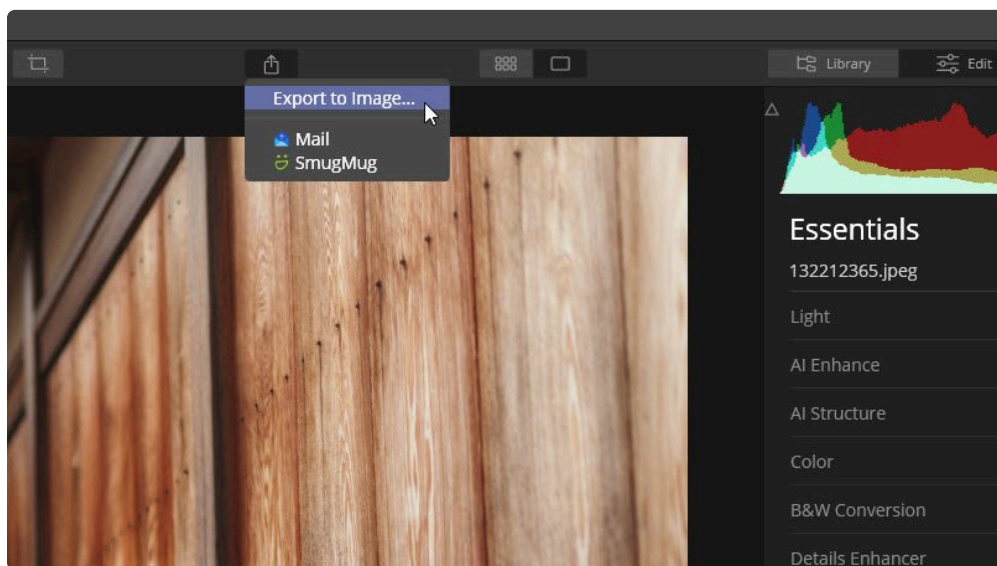 Library
Edit
Export to Image...
Mail
SmugMug
Essentials
132212365.jpeg
Light
AI Enhance
AI Structure
Color
B&W Conversion
Details Enhancer